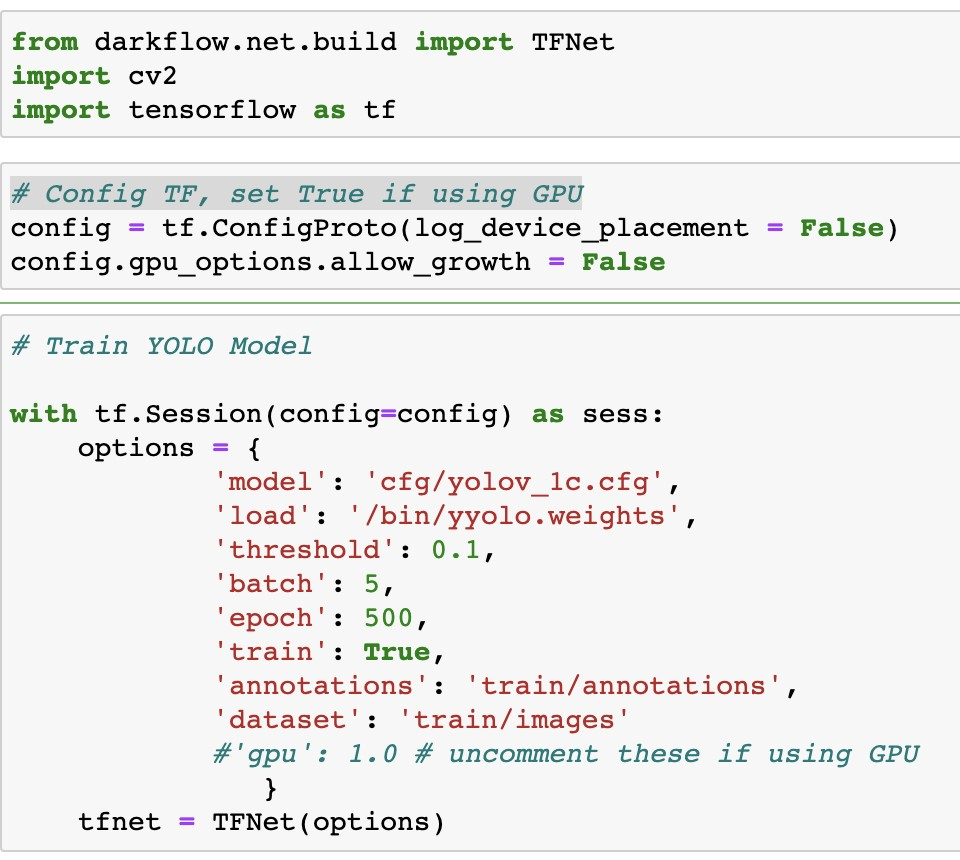 from darkflow.net.build import TFNet
import cv2
import tensorflow as tf
# Config TF, set True if using GPU
config = tf.ConfigProto(log_device_placement = False)
config.gpu_options.allow_growth = False
# Train YOLO Model
with tf.Session(config=config) as sess:
    options = {
            'model': 'cfg/yolov_1c.cfg',
            'load': '/bin/yyolo.weights',
            'threshold': 0.1,
            'batch': 5,
            'epoch': 500,
            'train': True,
            'annotations': 'train/annotations',
            'dataset': 'train/images'
            #'gpu': 1.0 # uncomment these if using GPU
               }
    tfnet = TFNet(options)